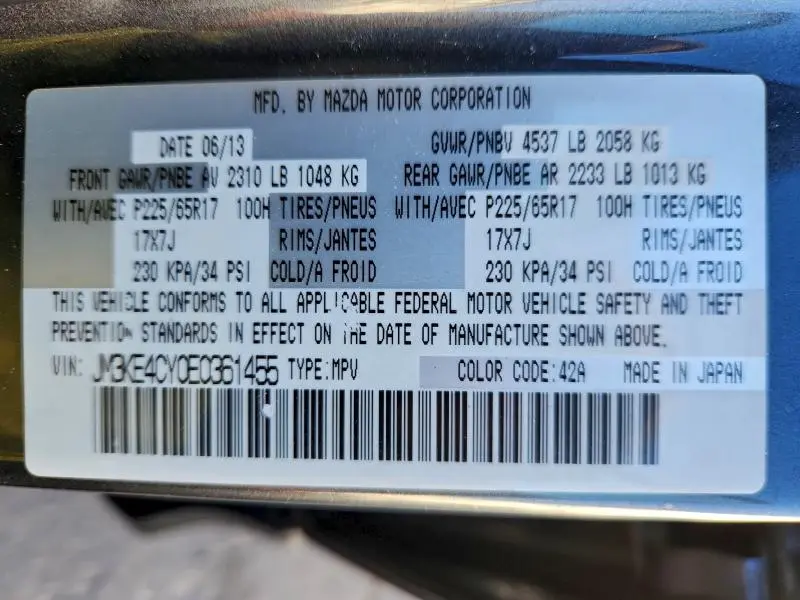 MFD. BY MAZDA MOTOR CORPORATION
DATE 06/13 GVWR/PNBV 4537 LB 2058 KG
FRONT GAWR/PNBE AV 2310 LB 1048 KG REAR GAWR/PNBE AR 2233 LB 1013 KG
WITH/AVEC P225/65R17 100H TIRES/PNEUS WITH/AVEC P225/65R17 100H TIRES/PNEUS
17X7J RIMS/JANTES 17X7J RIMS/JANTES
230 KPA/34 PSI COLD/A FROID 230 KPA/34 PSI COLD/A FROID
THIS VEHICLE CONFORMS TO ALL APPLICABLE FEDERAL MOTOR VEHICLE SAFETY AND THEFT
PREVENTION STANDARDS IN EFFECT ON THE DATE OF MANUFACTURE SHOWN ABOVE.
VIN: JM3KE4CY0E0361455 TYPE:MPV COLOR CODE:42A MADE IN JAPAN